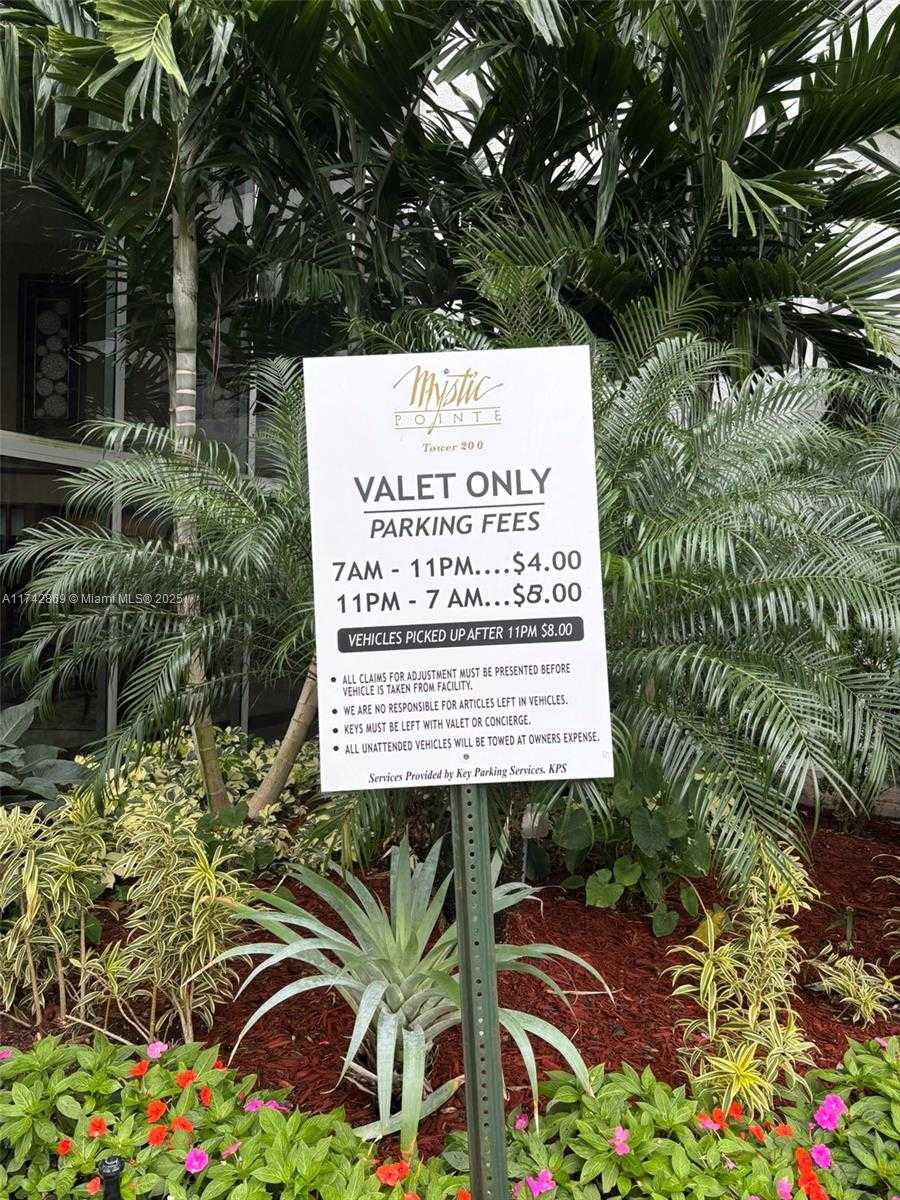 Mystic
POINTE
Tower 200
VALET ONLY
PARKING FEES
7AM - 11PM....$4.00
11PM - 7 AM...$8.00
VEHICLES PICKED UP AFTER 11PM $8.00
• ALL CLAIMS FOR ADJUSTMENT MUST BE PRESENTED BEFORE
VEHICLE IS TAKEN FROM FACILITY.
• WE ARE NO RESPONSIBLE FOR ARTICLES LEFT IN VEHICLES.
• KEYS MUST BE LEFT WITH VALET OR CONCIERGE.
• ALL UNATTENDED VEHICLES WILL BE TOWED AT OWNERS EXPENSE.
Services Provided by Key Parking Services. KPS
A11742869 © Miami MLS® 2025